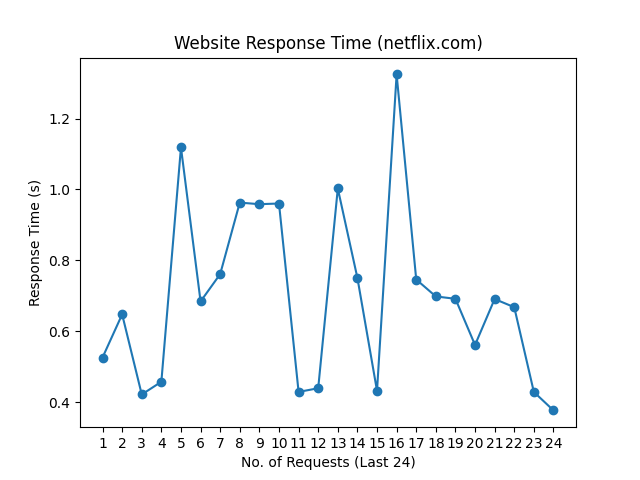 Website Response Time (netflix.com)
Response Time (s)
1.2
1.0
0.8
0.6
0.4
1 2 3 4 5 6 7 8 9 10 11 12 13 14 15 16 17 18 19 20 21 22 23 24
No. of Requests (Last 24)